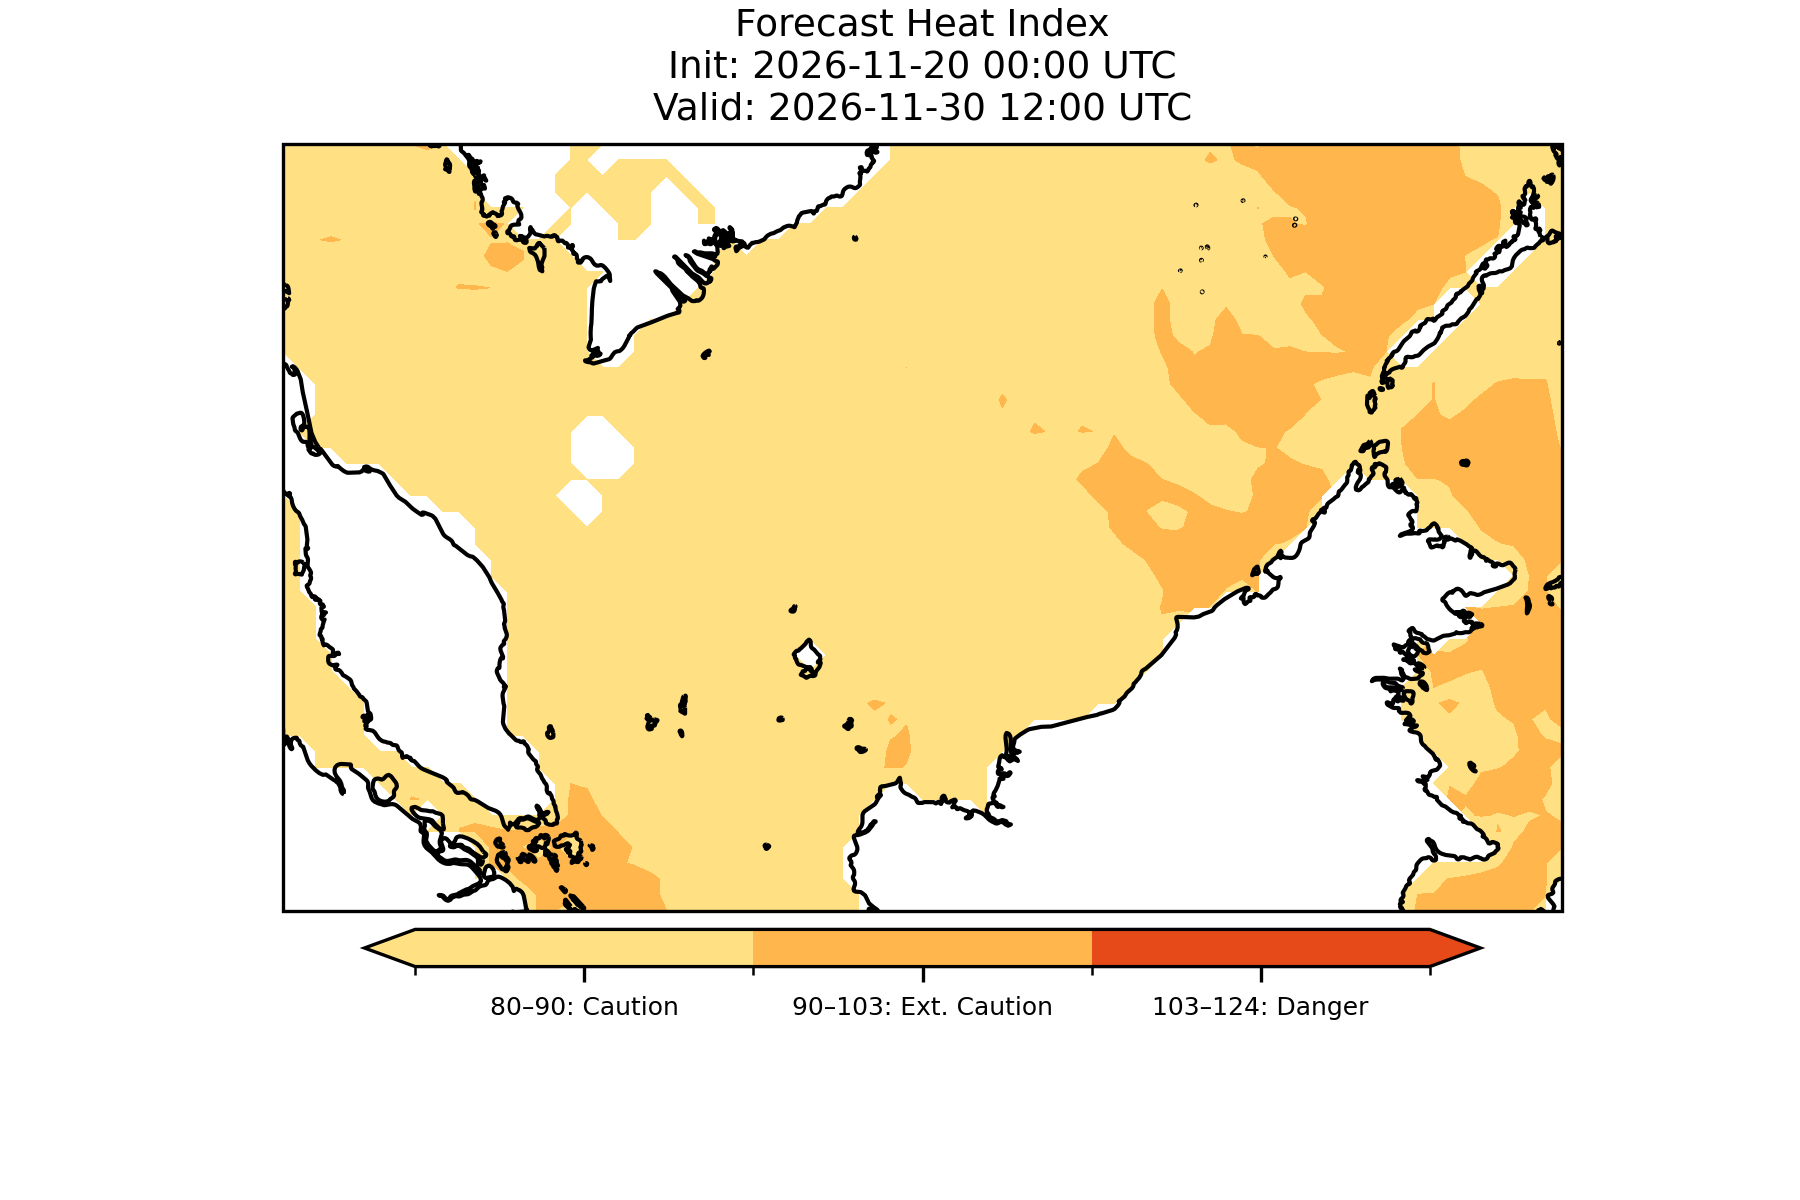 Forecast Heat Index
Init: 2026-11-20 00:00 UTC
Valid: 2026-11-30 12:00 UTC
80–90: Caution
90–103: Ext. Caution
103–124: Danger